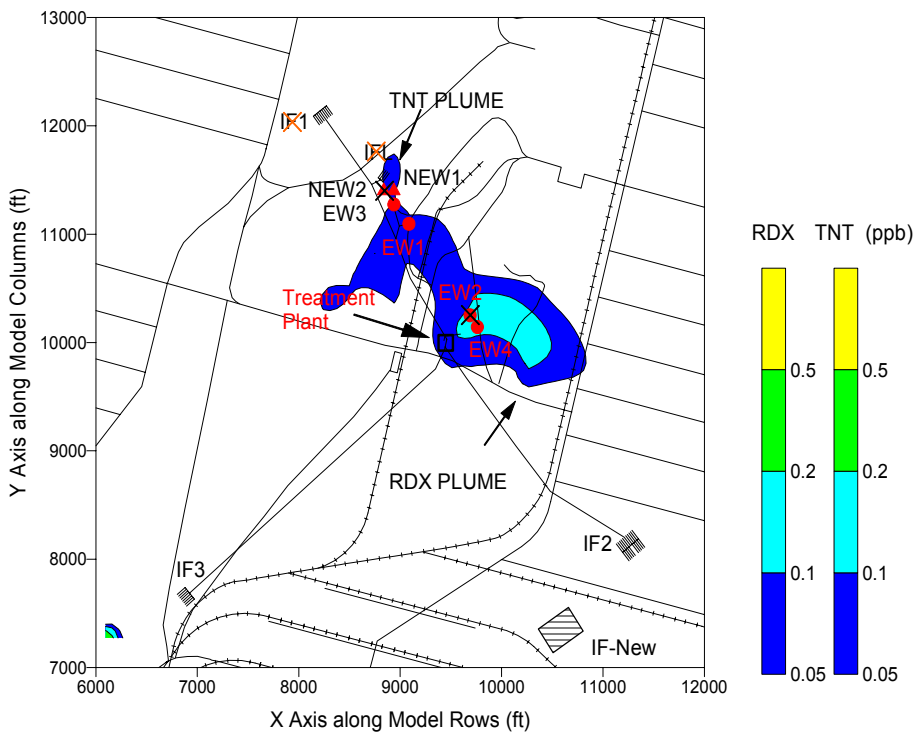 13000
12000
11000
10000
9000
8000
7000
6000
7000
8000
9000
10000
11000
12000
Y Axis along Model Columns (ft)
X Axis along Model Rows (ft)
IF1
TNT PLUME
NEW2
NEW1
EW3
EW1
Treatment
Plant
EW2
EW4
RDX PLUME
IF2
IF3
IF-New
RDX TNT (ppb)
0.5 0.5
0.2 0.2
0.1 0.1
0.05 0.05